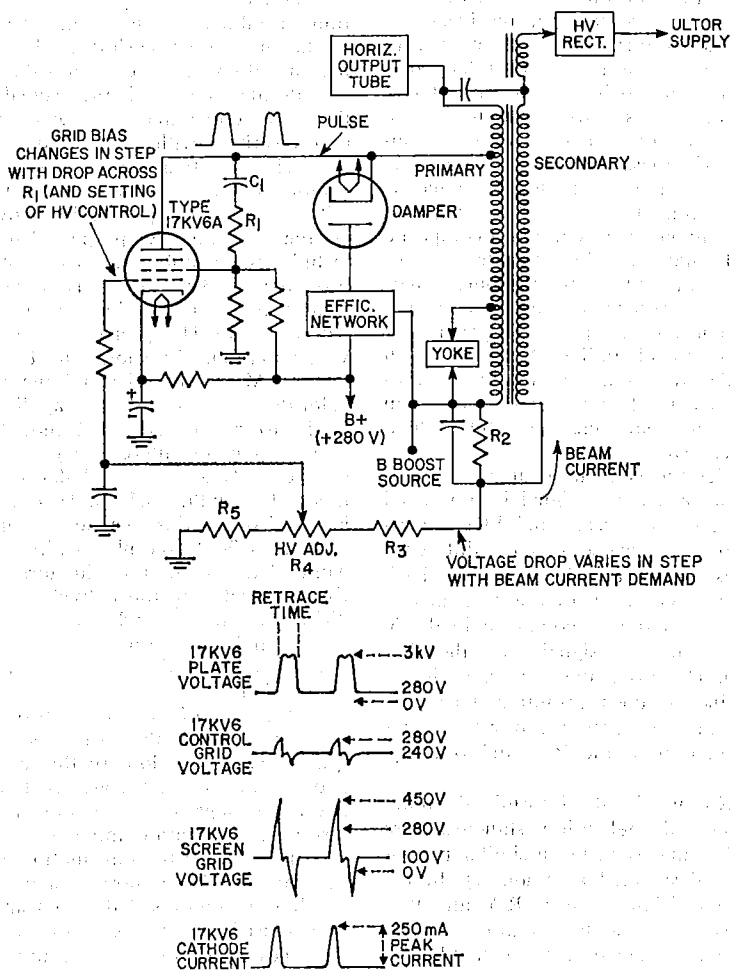 HV
RECT.
ULTOR
SUPPLY
HORIZ.
OUTPUT
TUBE
PULSE
GRID BIAS
CHANGES IN STEP
WITH DROP ACROSS
R1 (AND SETTING
OF HV CONTROL)
TYPE
17KV6A
C1
R1
DAMPER
PRIMARY
SECONDARY
EFFIC.
NETWORK
YOKE
+
-
B+
(+280 V)
B BOOST
SOURCE
R2
BEAM
CURRENT
R5
HV ADJ.
R4
R3
VOLTAGE DROP VARIES IN STEP
WITH BEAM CURRENT DEMAND
RETRACE
TIME
17KV6
PLATE
VOLTAGE
3kV
280V
0V
17KV6
CONTROL
GRID
VOLTAGE
280V
240V
17KV6
SCREEN
GRID
VOLTAGE
450V
280V
100V
0V
17KV6
CATHODE
CURRENT
250 mA
PEAK
CURRENT